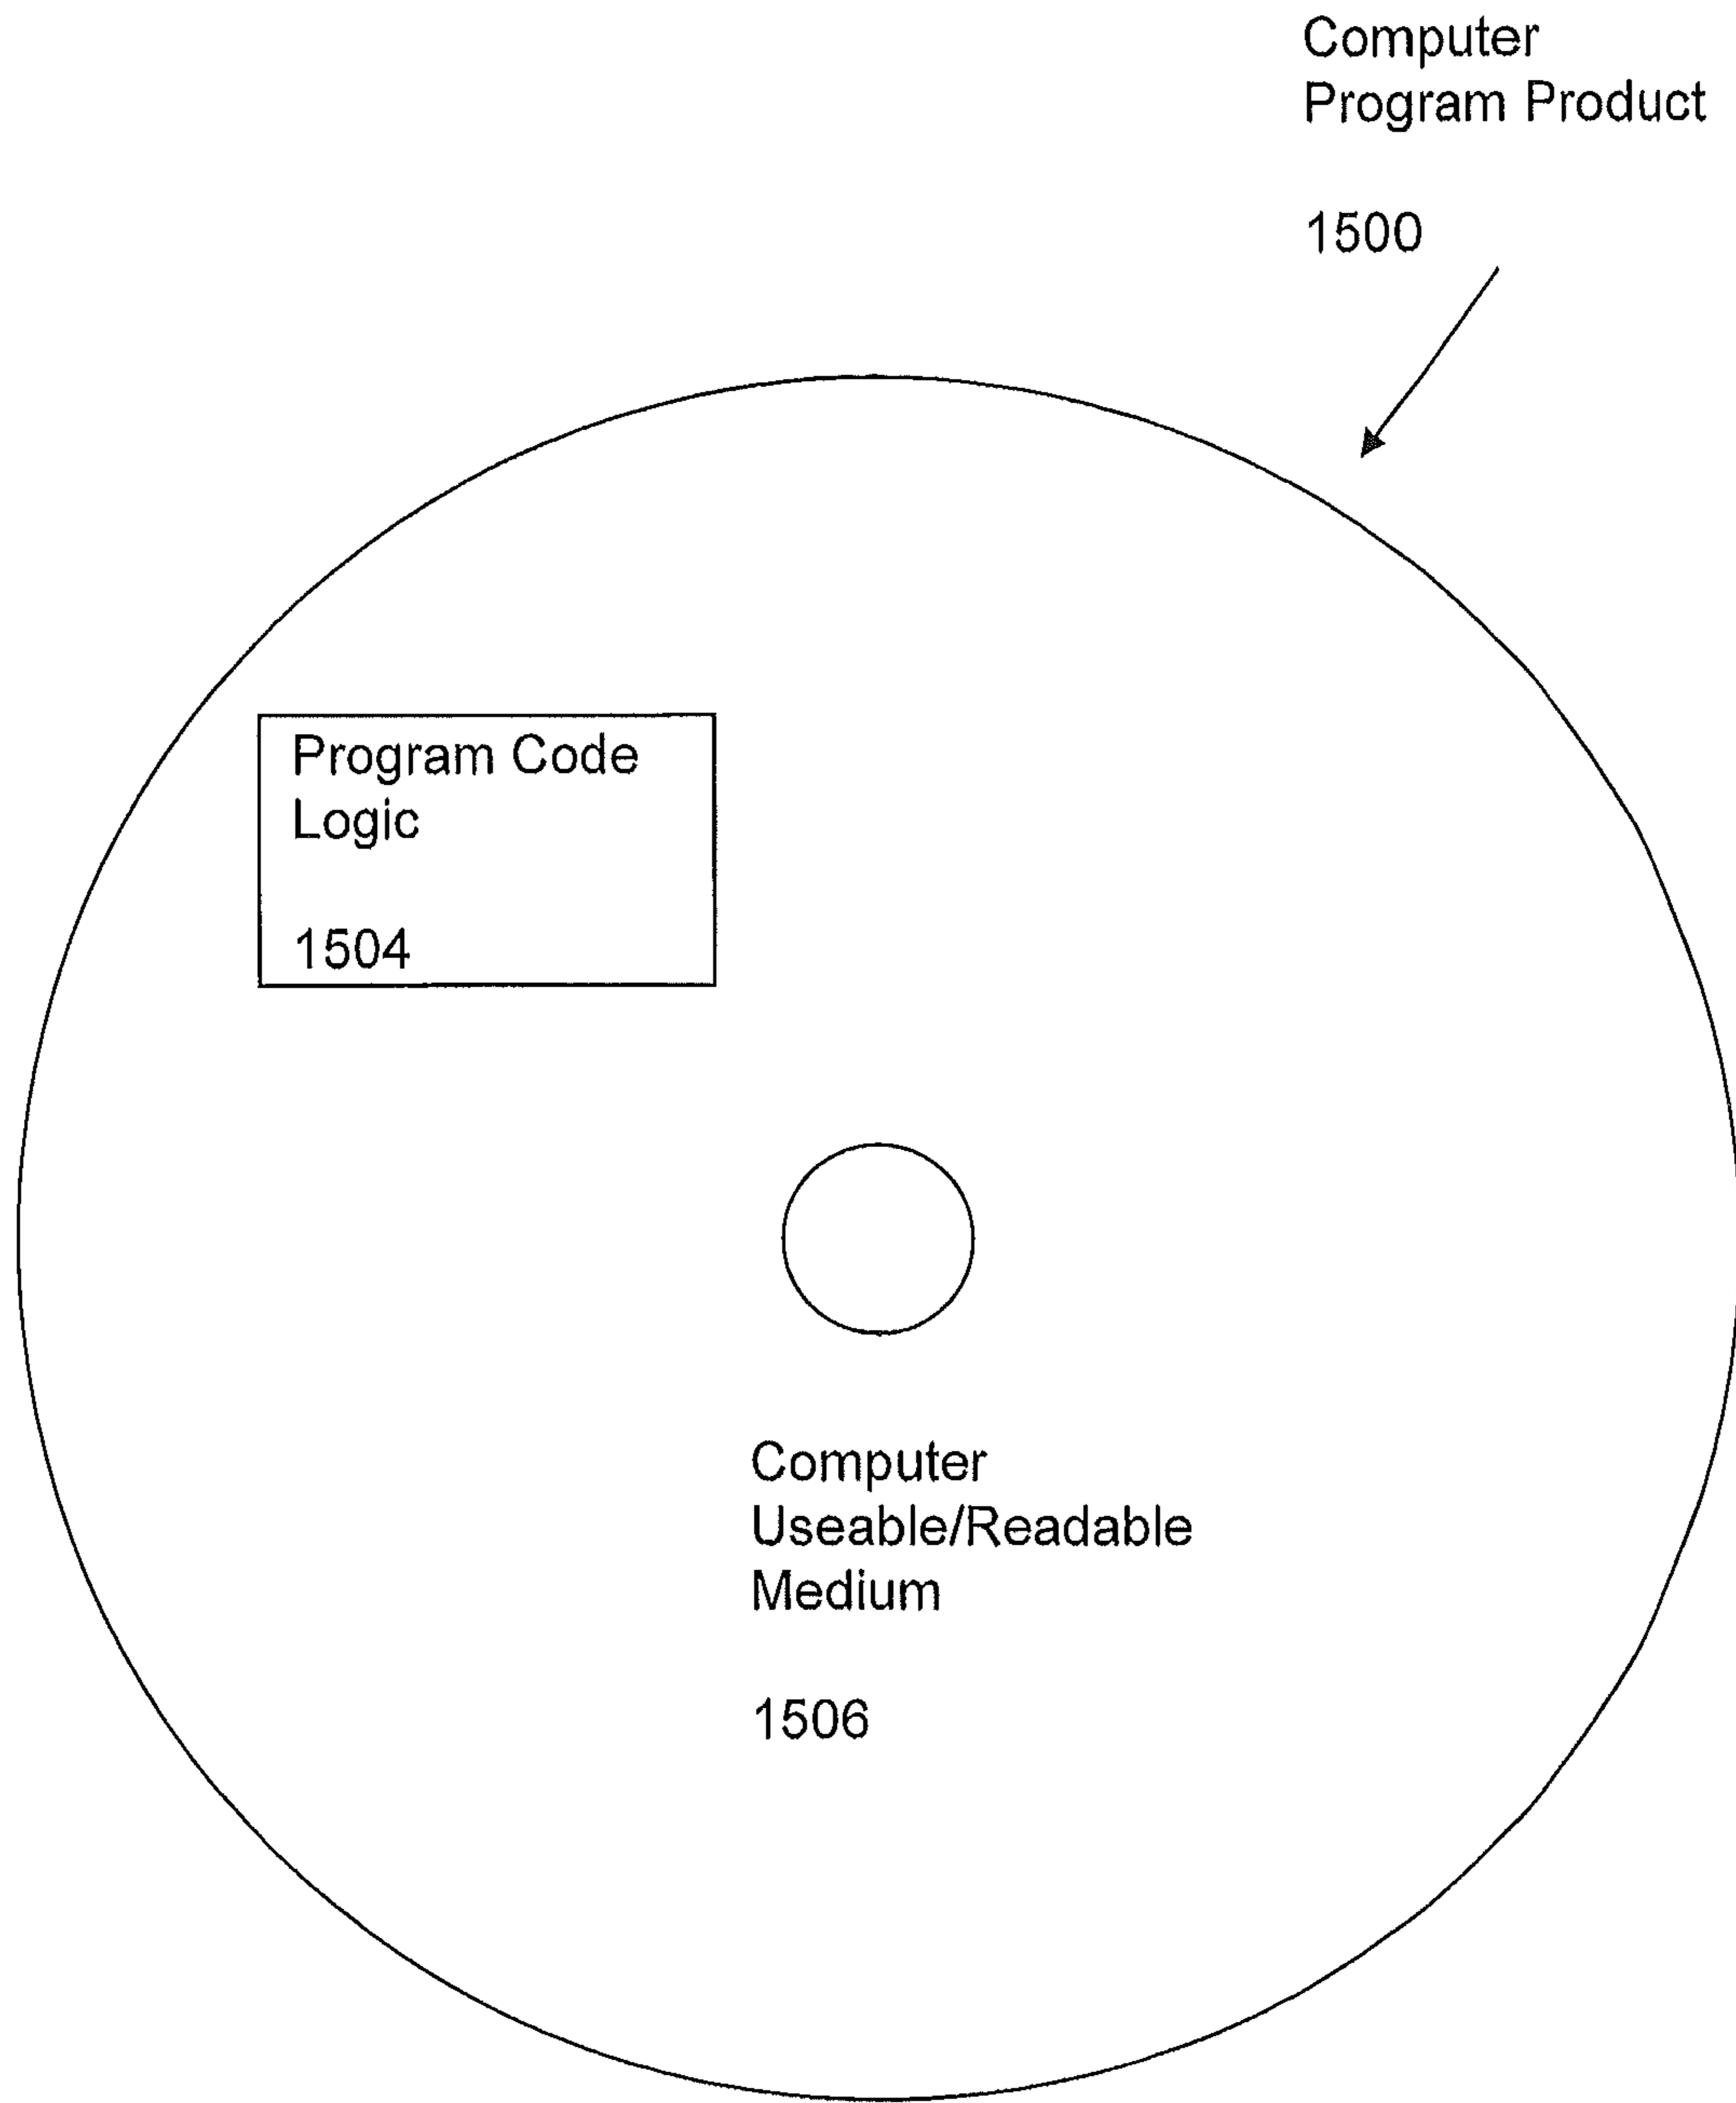 Computer
Program Product
1500
Program Code
Logic
1504
Computer
Useable/Readable
Medium
1506